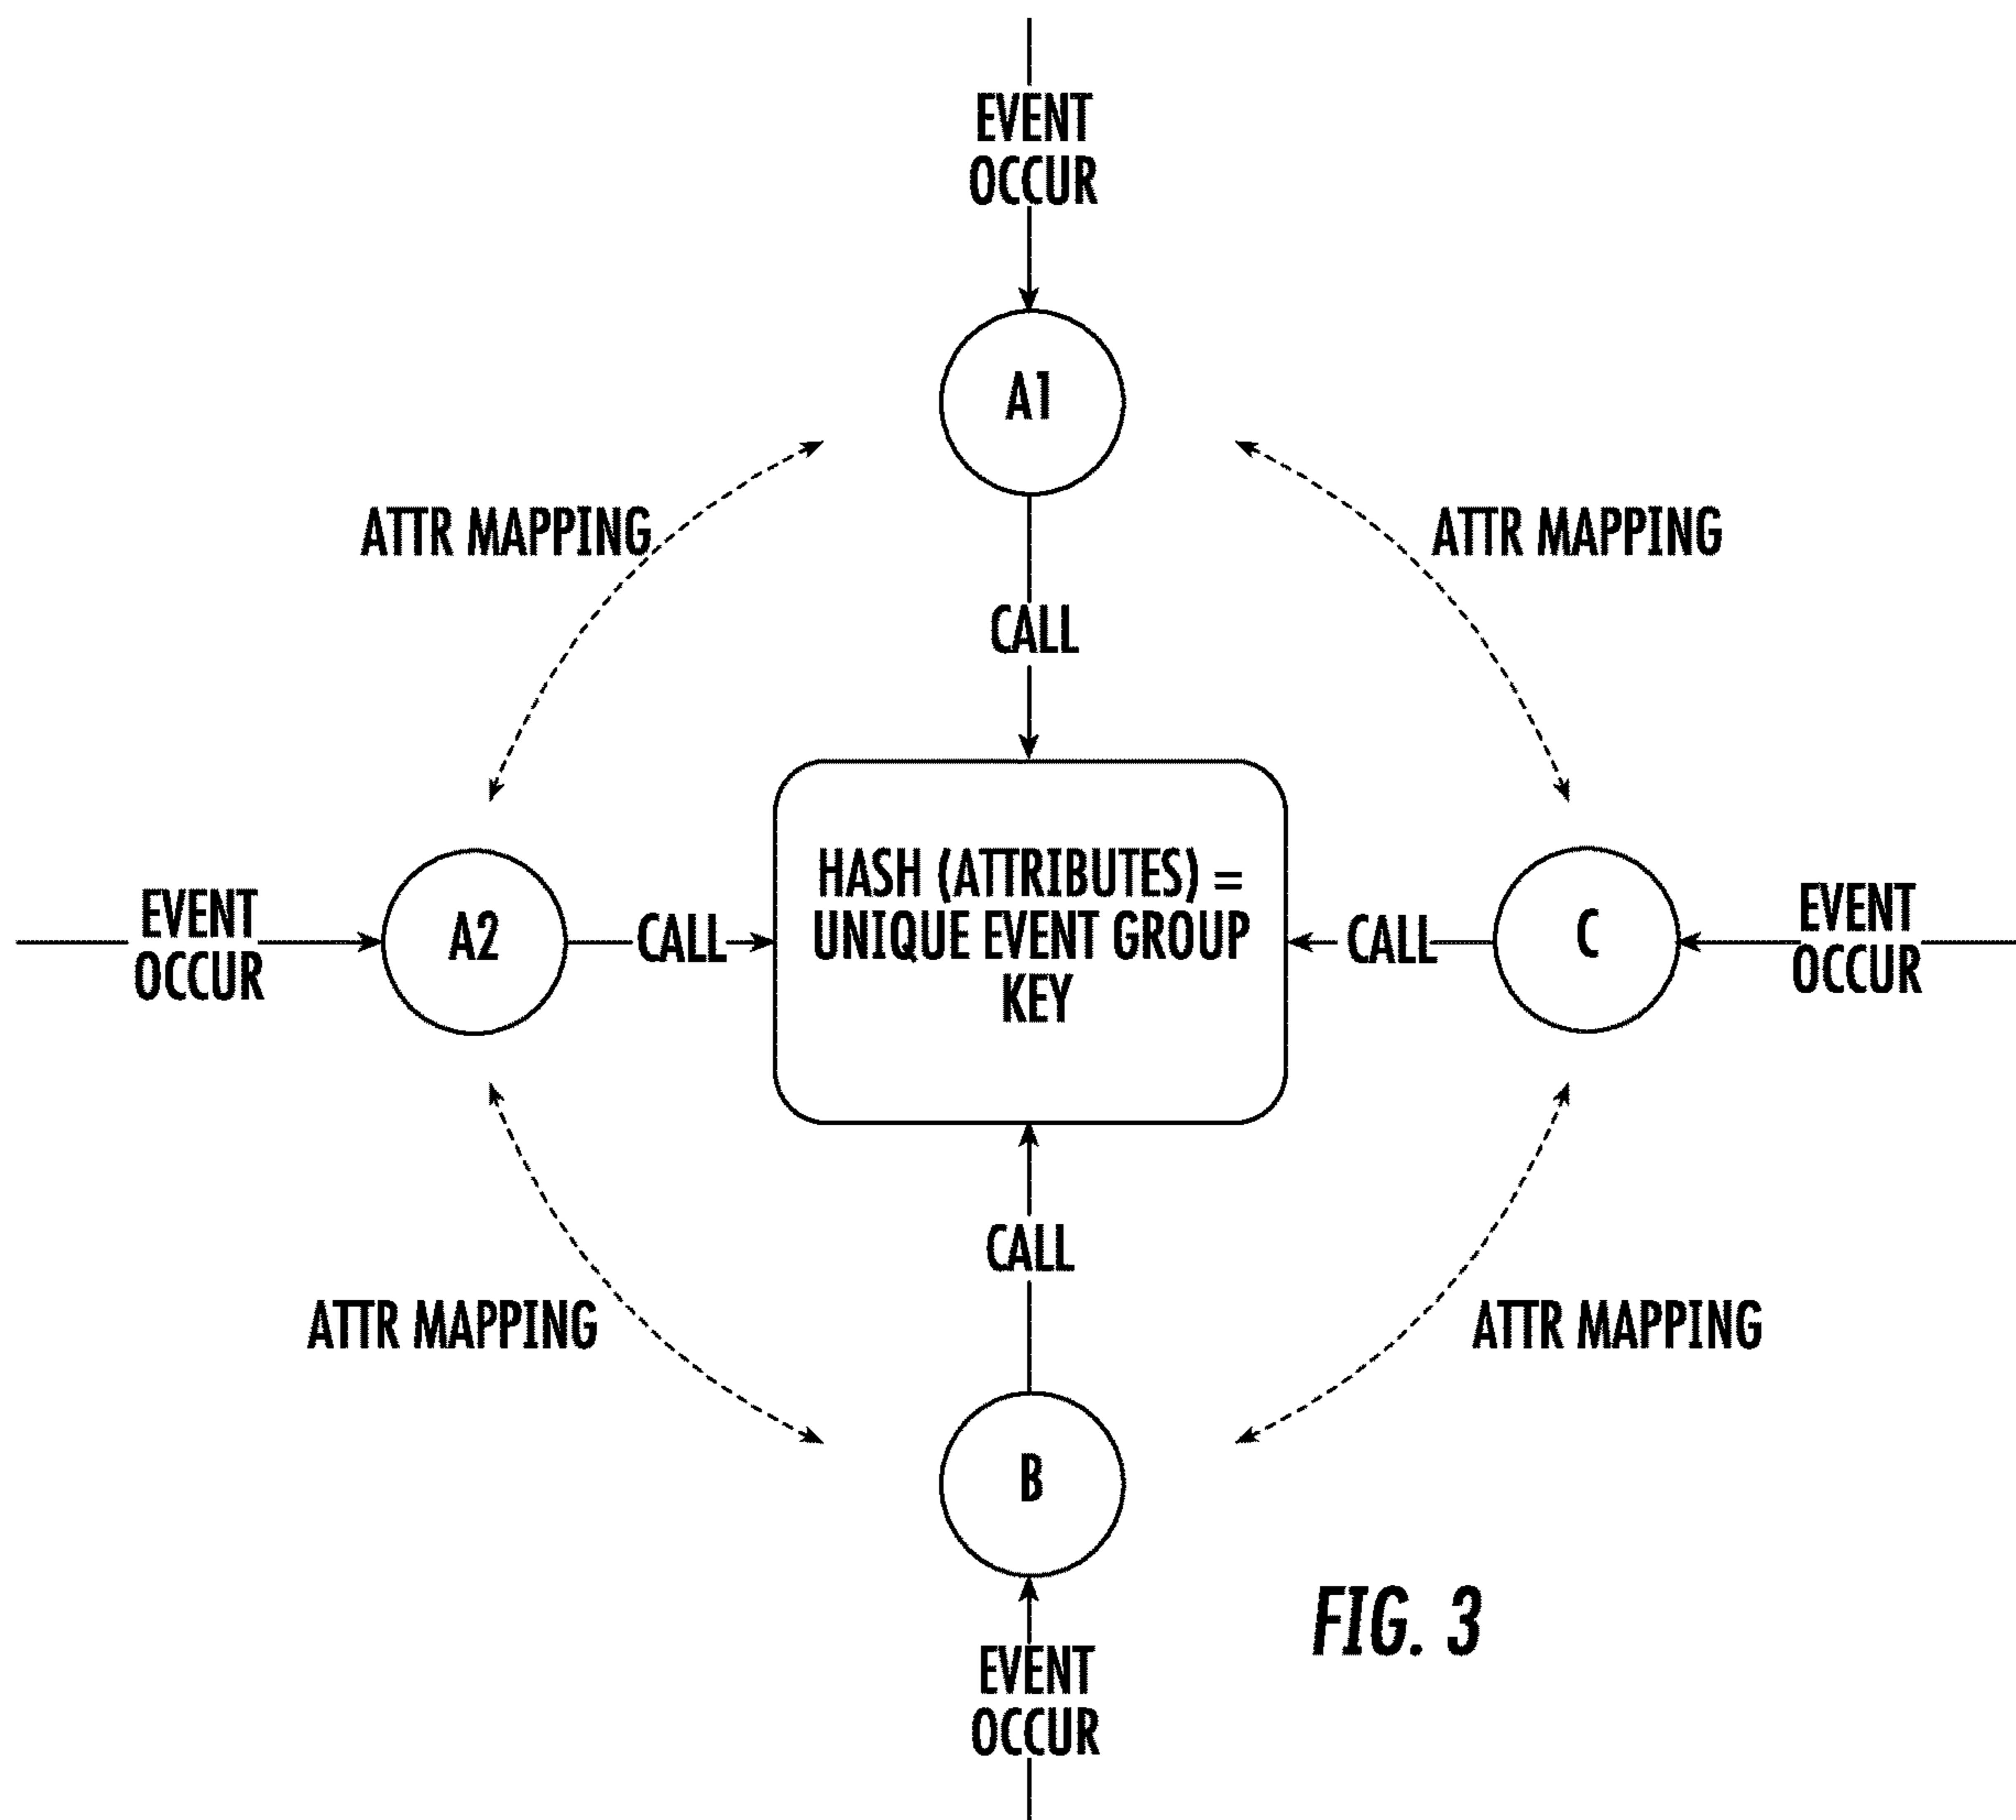 EVENT
OCCUR
A1
ATTR MAPPING
ATTR MAPPING
CALL
EVENT
OCCUR
A2
CALL
HASH (ATTRIBUTES) =
UNIQUE EVENT GROUP
KEY
CALL
C
EVENT
OCCUR
CALL
ATTR MAPPING
ATTR MAPPING
B
EVENT
OCCUR
FIG. 3